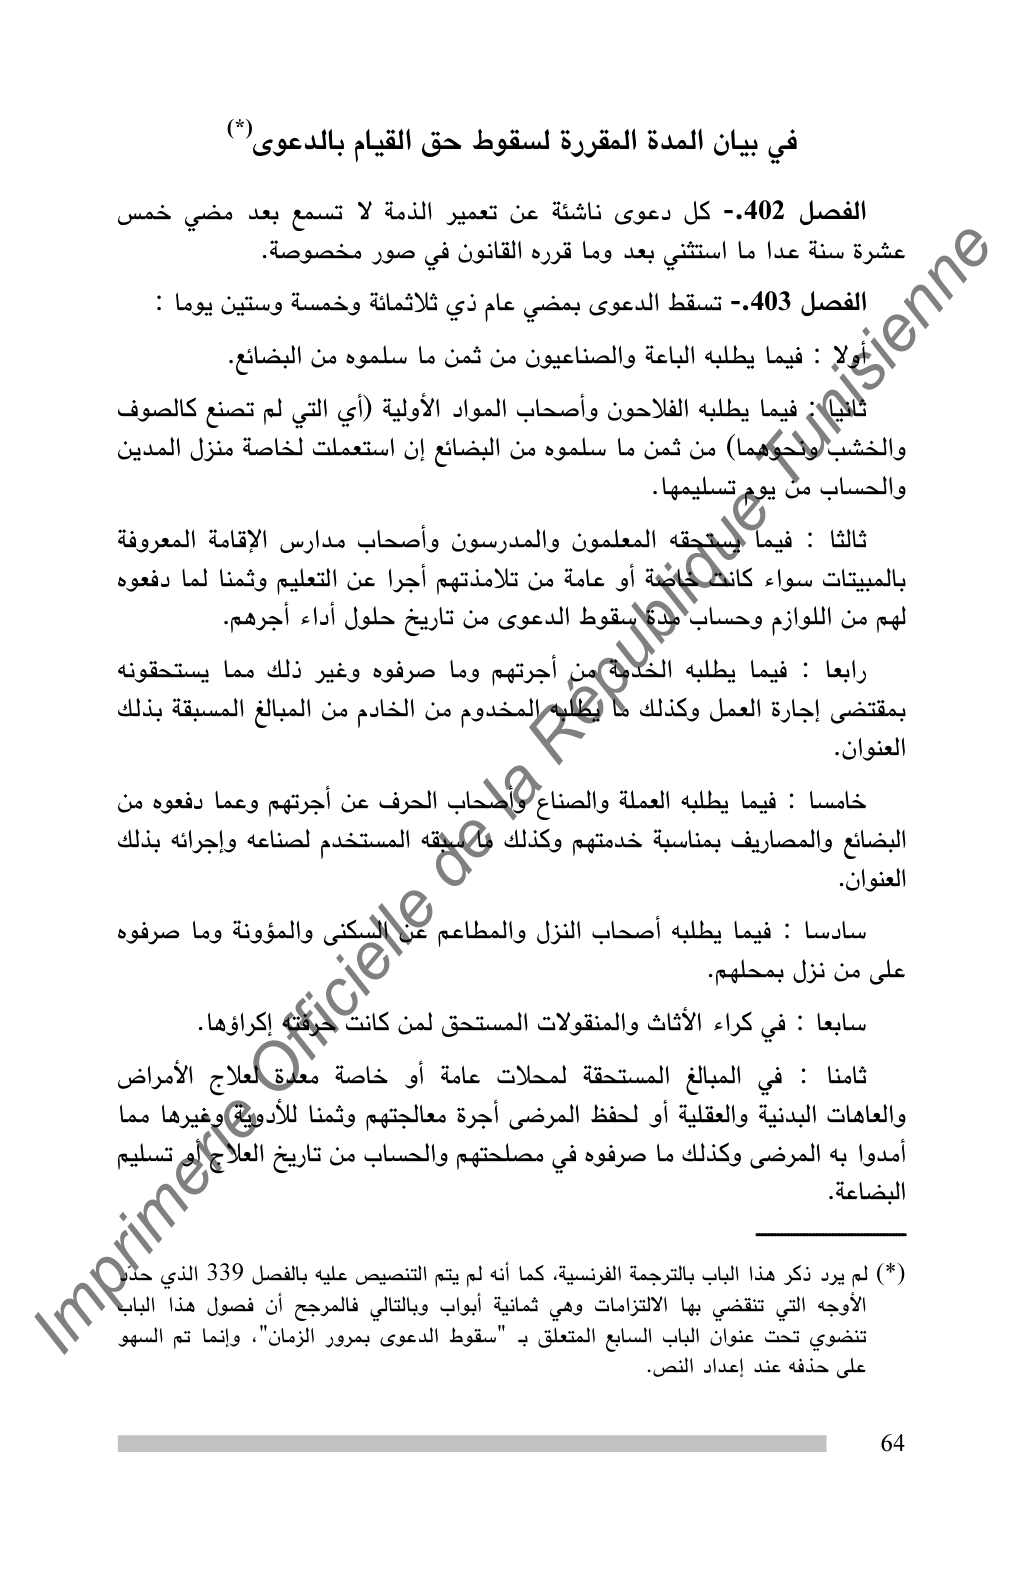 في بيان المدة المقررة لسقوط حق القيام بالدعوى(*)
الفصل 402.- كل دعوى ناشئة عن تعمير الذمة لا تسمع بعد مضي خمس
عشرة سنة عدا ما استثني بعد وما قرره القانون في صور مخصوصة.
الفصل 403.- تسقط الدعوى بمضي عام ذي ثلاثمائة وخمسة وستين يوما :
أولا : فيما يطلبه الباعة والصناعيون من ثمن ما سلموه من البضائع.
ثانيا : فيما يطلبه الفلاحون وأصحاب المواد الأولية (أي التي لم تصنع كالصوف
والخشب ونحوهما) من ثمن ما سلموه من البضائع إن استعملت لخاصة منزل المدين
والحساب من يوم تسليمها.
ثالثا : فيما يستحقه المعلمون والمدرسون وأصحاب مدارس الإقامة المعروفة
بالمبيتات سواء كانت خاصة أو عامة من تلامذتهم أجرا عن التعليم وثمنا لما دفعوه
لهم من اللوازم وحساب مدة سقوط الدعوى من تاريخ حلول أداء أجرهم.
رابعا : فيما يطلبه الخدمة من أجرتهم وما صرفوه وغير ذلك مما يستحقونه
بمقتضى إجارة العمل وكذلك ما يطلبه المخدوم من الخادم من المبالغ المسبقة بذلك
العنوان.
خامسا : فيما يطلبه العملة والصناع وأصحاب الحرف عن أجرتهم وعما دفعوه من
البضائع والمصاريف بمناسبة خدمتهم وكذلك ما سبقه المستخدم لصناعه وإجرائه بذلك
العنوان.
سادسا : فيما يطلبه أصحاب النزل والمطاعم عن السكنى والمؤونة وما صرفوه
على من نزل بمحلهم.
سابعا : في كراء الأثاث والمنقولات المستحق لمن كانت حرفته إكراؤها.
ثامنا : في المبالغ المستحقة لمحلات عامة أو خاصة معدة لعلاج الأمراض
والعاهات البدنية والعقلية أو لحفظ المرضى أجرة معالجتهم وثمنا للأدوية وغيرها مما
أمدوا به المرضى وكذلك ما صرفوه في مصلحتهم والحساب من تاريخ العلاج أو تسليم
البضاعة.
(*) لم يرد ذكر هذا الباب بالترجمة الفرنسية، كما أنه لم يتم التنصيص عليه بالفصل 339 الذي حدّد
الأوجه التي تنقضي بها الالتزامات وهي ثمانية أبواب وبالتالي فالمرجح أن فصول هذا الباب
تنضوي تحت عنوان الباب السابع المتعلق بـ "سقوط الدعوى بمرور الزمان"، وإنما تم السهو
على حذفه عند إعداد النص.
64
Imprimerie Officielle de la République Tunisienne